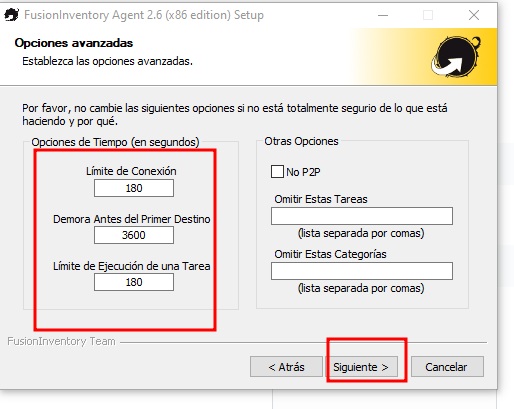 FusionInventory Agent 2.6 (x86 edition) Setup
Opciones avanzadas
Establezca las opciones avanzadas.
Por favor, no cambie las siguientes opciones si no está totalmente segurio de lo que está
haciendo y por qué.
Opciones de Tiempo (en segundos)
Límite de Conexión
180
Demora Antes del Primer Destino
3600
Límite de Ejecución de una Tarea
180
Otras Opciones
No P2P
Omitir Estas Tareas
(lista separada por comas)
Omitir Estas Categorías
(lista separada por comas)
FusionInventory Team
< Atrás
Siguiente >
Cancelar